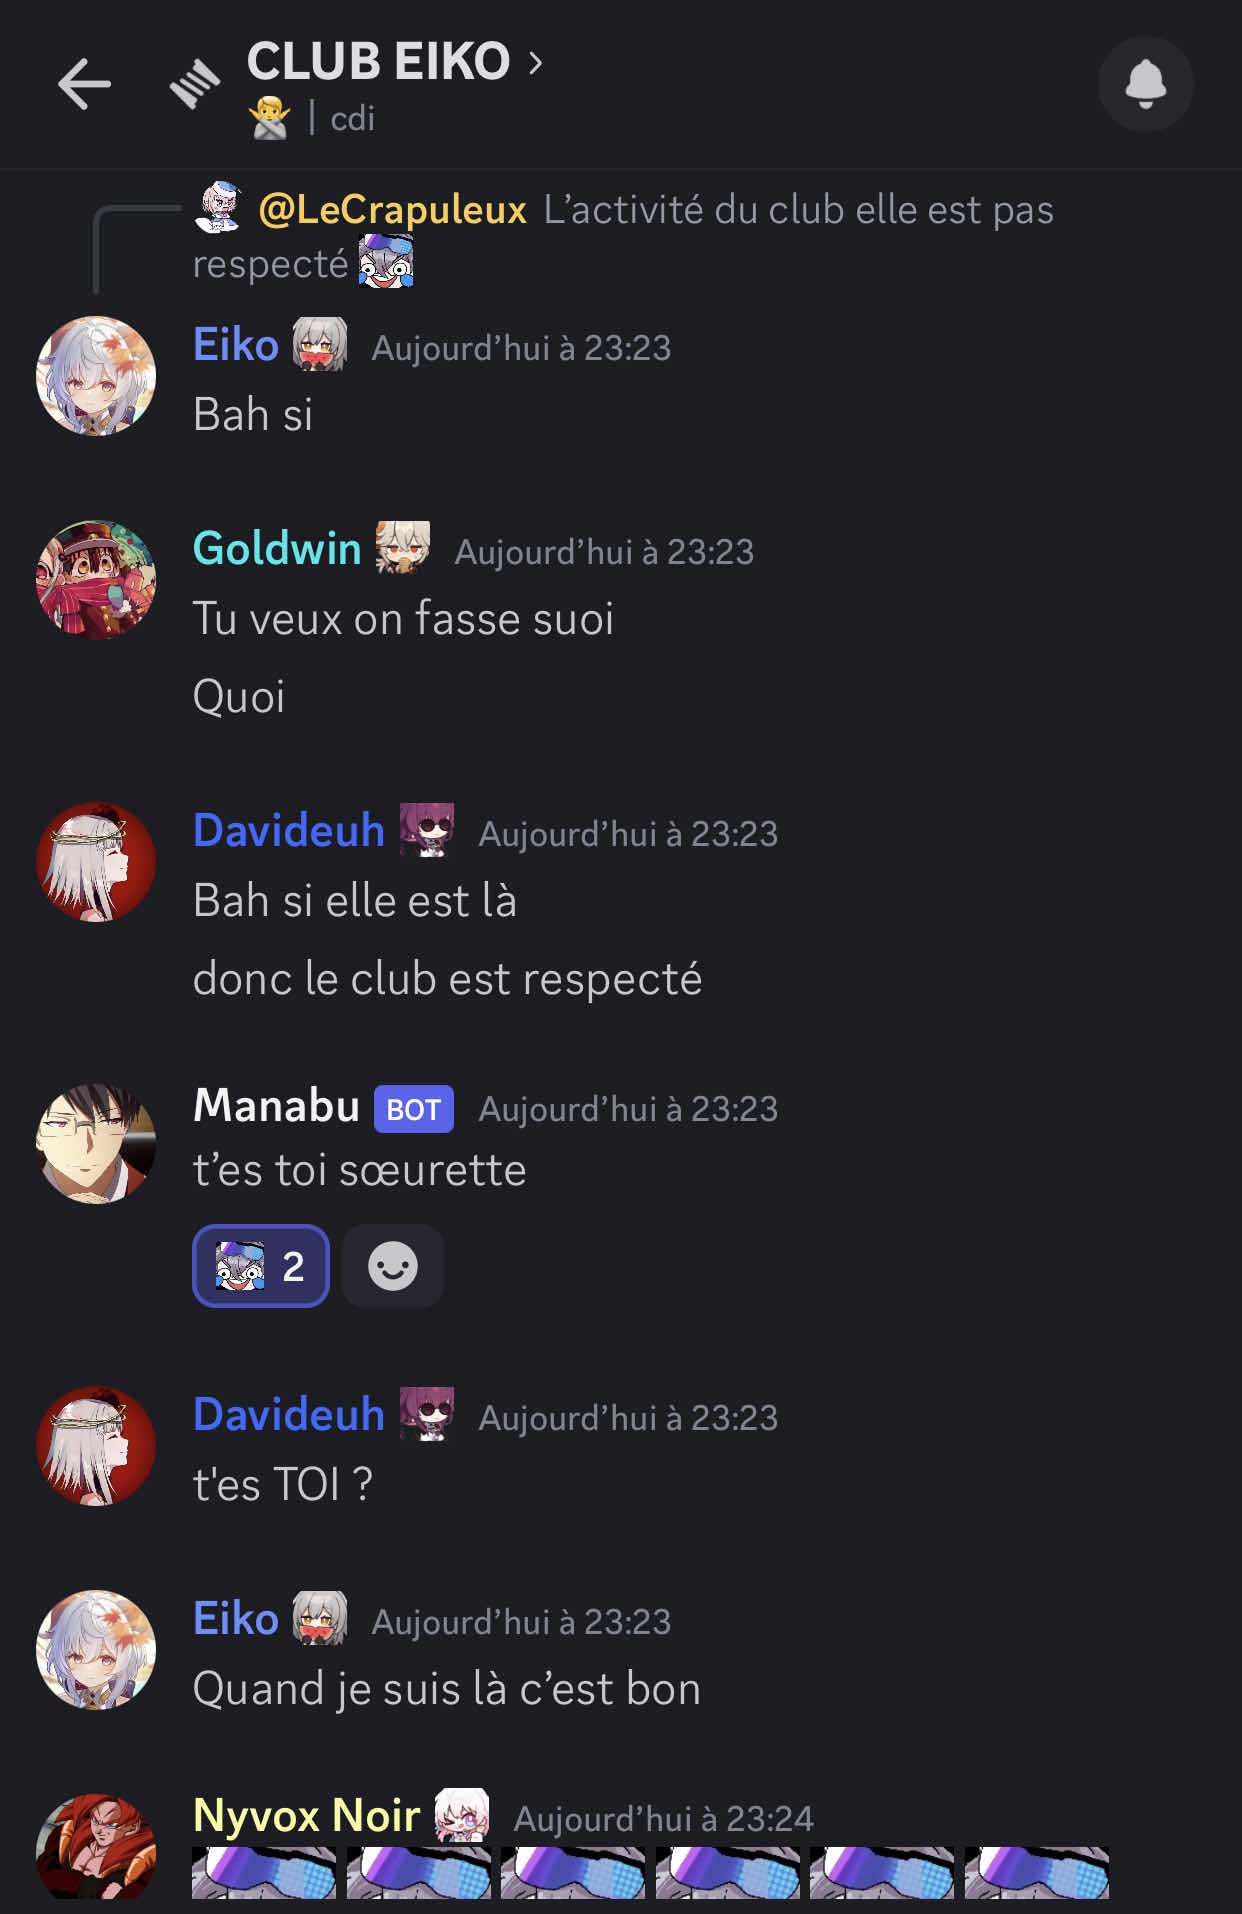 CLUB EIKO
| cdi
@LeCrapuleux L’activité du club elle est pas
respecté
Eiko Aujourd’hui à 23:23
Bah si
Goldwin Aujourd’hui à 23:23
Tu veux on fasse suoi
Quoi
Davideuh Aujourd’hui à 23:23
Bah si elle est là
donc le club est respecté
Manabu BOT Aujourd’hui à 23:23
t’es toi sœurette
2
Davideuh Aujourd’hui à 23:23
t'es TOI ?
Eiko Aujourd’hui à 23:23
Quand je suis là c’est bon
Nyvox Noir Aujourd’hui à 23:24